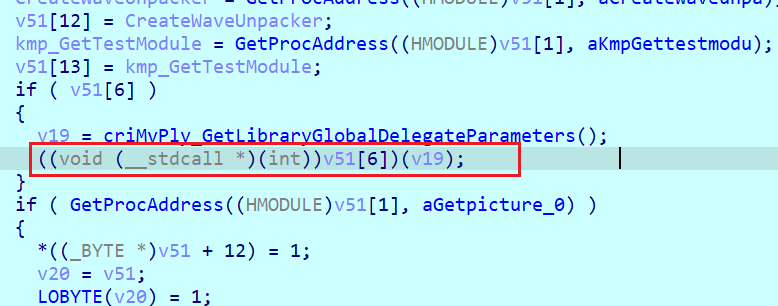 CreateWaveUnpacker = GetProcAddress((HMODULE)v51[1], aCreatewaveunpa);
v51[12] = CreateWaveUnpacker;
kmp_GetTestModule = GetProcAddress((HMODULE)v51[1], aKmpGettestmodu);
v51[13] = kmp_GetTestModule;
if ( v51[6] )
{
v19 = criMvPly_GetLibraryGlobalDelegateParameters();
((void (__stdcall *)(int))v51[6])(v19);
}
if ( GetProcAddress((HMODULE)v51[1], aGetpicture_0) )
{
*((_BYTE *)v51 + 12) = 1;
v20 = v51;
LOBYTE(v20) = 1;